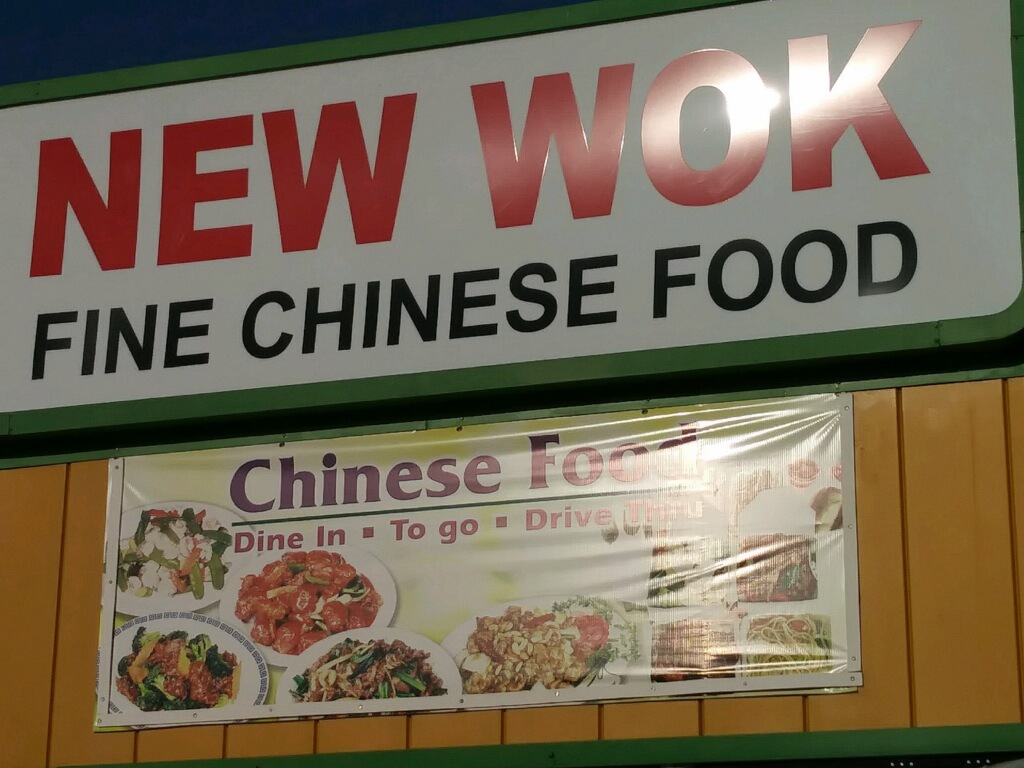 NEW WOK
FINE CHINESE FOOD
Chinese Food
Dine In ▪ To go ▪ Drive Thru